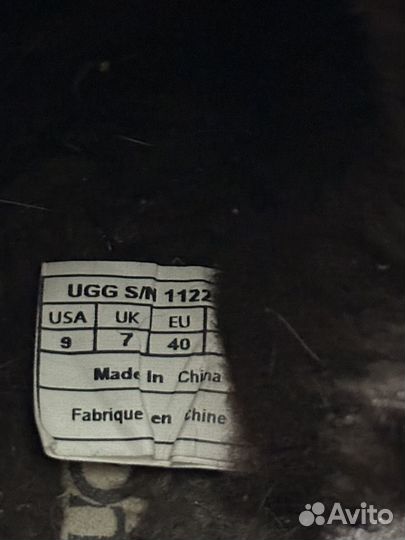 UGG S/N 1122
USA UK EU
9 7 40
Made In China
Fabrique en Chine
Avito